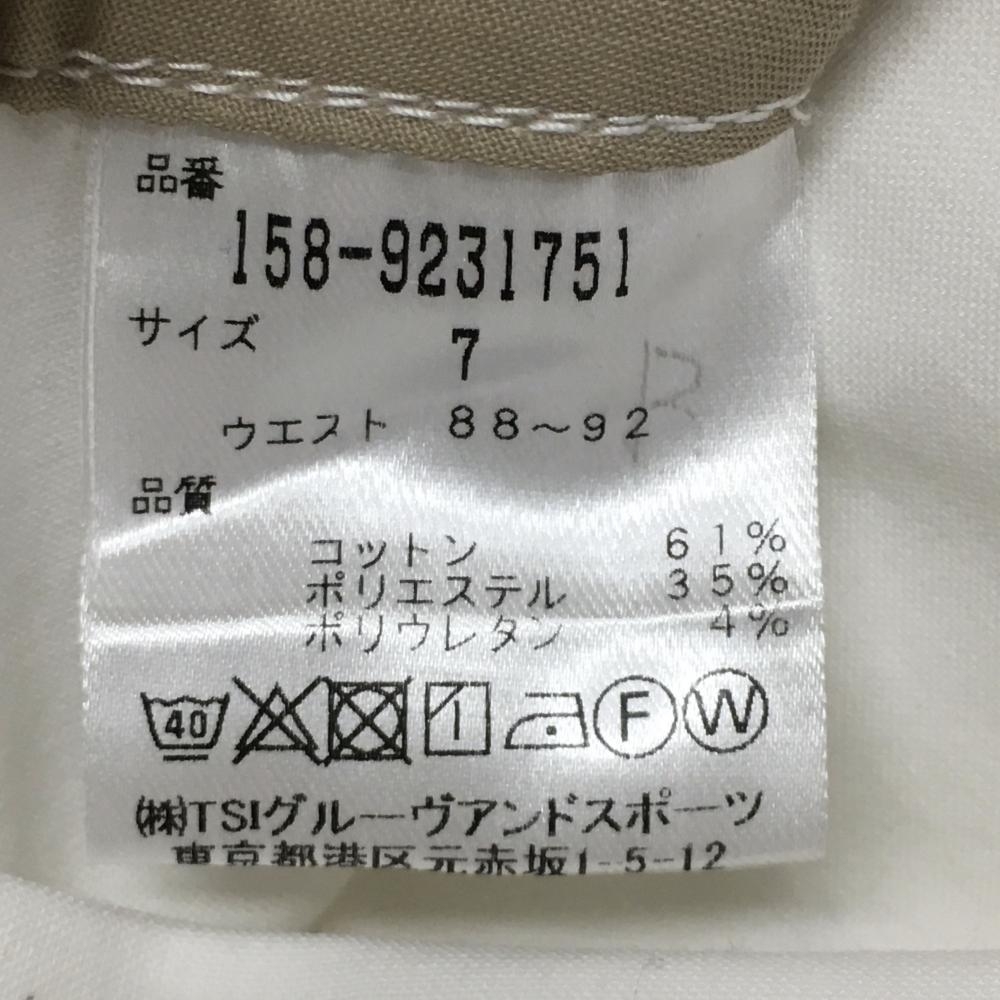 品番
158-9231751
サイズ
7
ウエスト 88～92
品質
コットン 61%
ポリエステル 35%
ポリウレタン 4%
40 F W
㈱TSIグルーヴアンドスポーツ
東京都港区元赤坂1-5-12